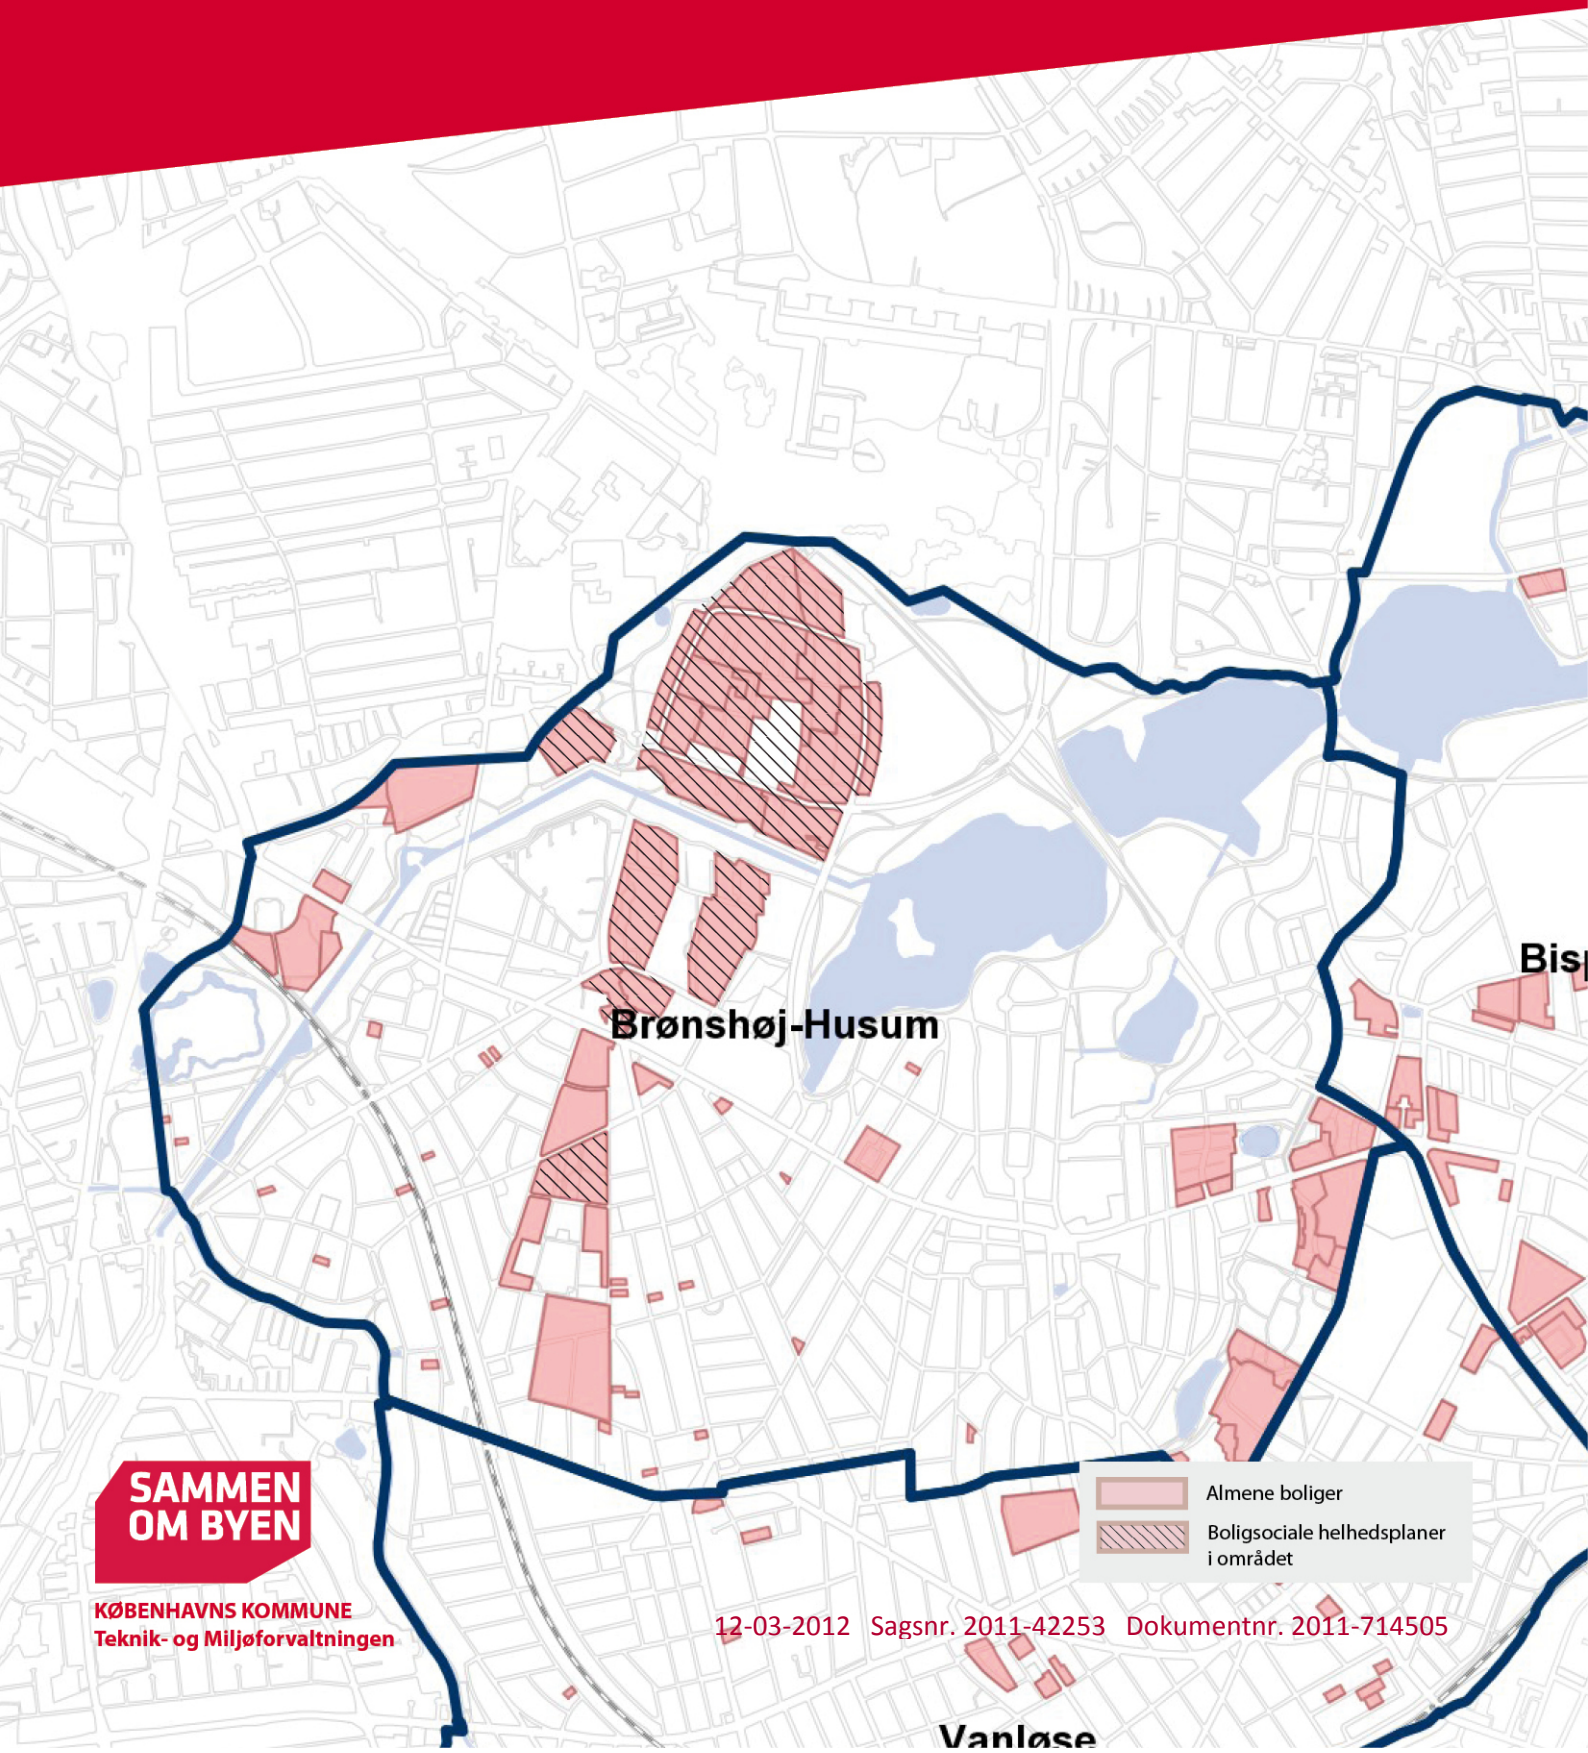 Bisp
Brønshøj-Husum
SAMMEN
OM BYEN
Almene boliger
Boligsociale helhedsplaner
i området
KØBENHAVNS KOMMUNE
Teknik- og Miljøforvaltningen
12-03-2012 Sagsnr. 2011-42253 Dokumentnr. 2011-714505
Vanløse